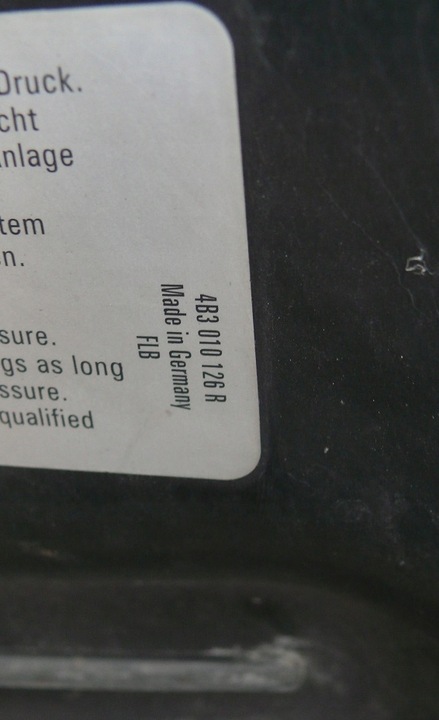 Druck.
cht
nlage
tem
n.
sure.
gs as long
ssure.
qualified
4B3 010 126 R
Made in Germany
FLB